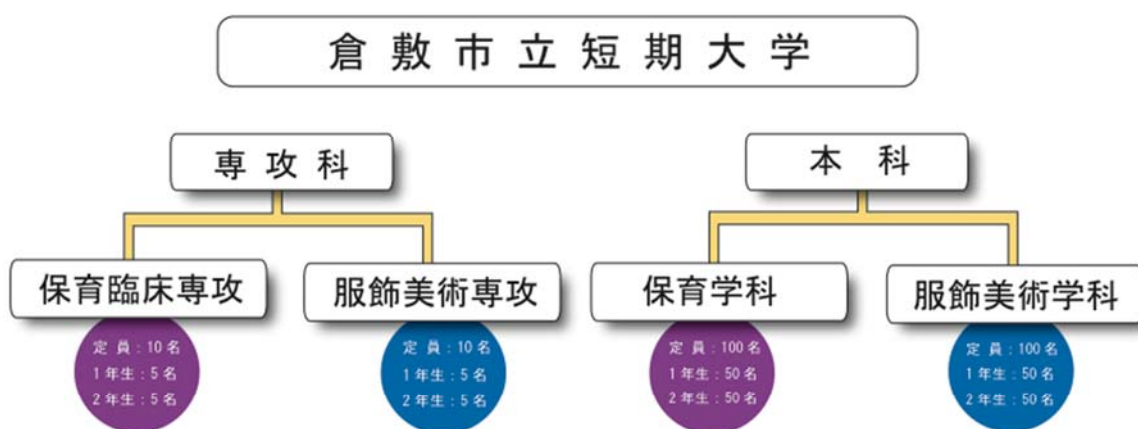 倉敷市立短期大学
専攻科
本科
保育臨床専攻
定員:10名
1年生:5名
2年生:5名
服飾美術専攻
定員:10名
1年生:5名
2年生:5名
保育学科
定員:100名
1年生:50名
2年生:50名
服飾美術学科
定員:100名
1年生:50名
2年生:50名